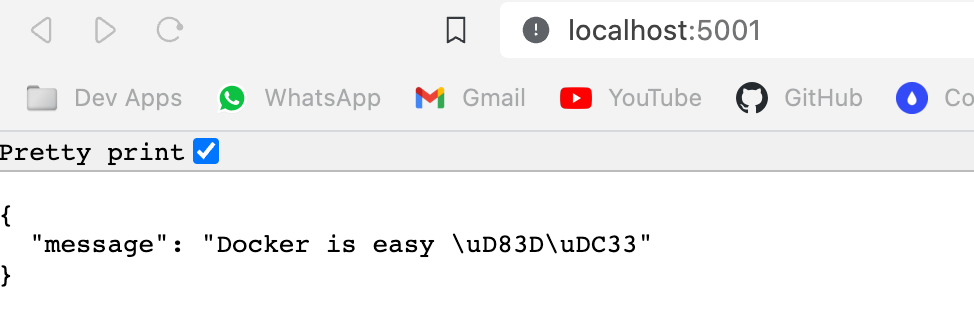 localhost:5001
Dev Apps WhatsApp Gmail YouTube GitHub Co
Pretty print
{
"message": "Docker is easy \uD83D\uDC33"
}